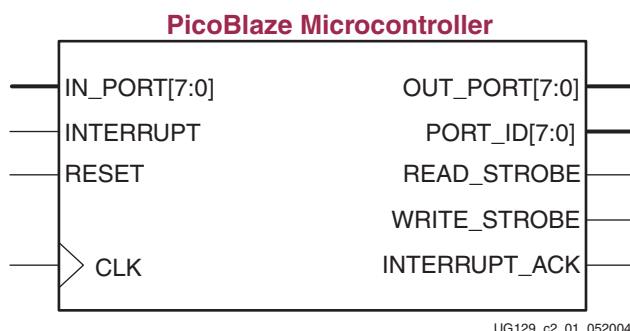 PicoBlaze Microcontroller
IN_PORT[7:0]
INTERRUPT
RESET
CLK
OUT_PORT[7:0]
PORT_ID[7:0]
READ_STROBE
WRITE_STROBE
INTERRUPT_ACK
UG129_c2_01_052004